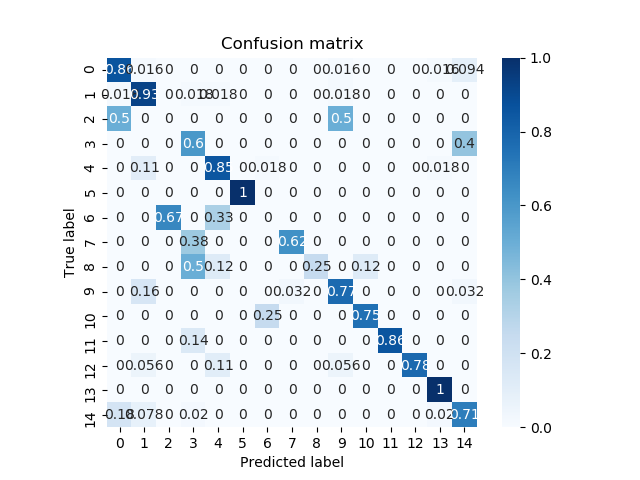 Confusion matrix
0 0.86 0.016 0 0 0 0 0 0 0 0.016 0 0 0 0.016 0.094
1 0.018 0.93 0 0.018 0.018 0 0 0 0 0.018 0 0 0 0 0
2 0.5 0 0 0 0 0 0 0 0 0.5 0 0 0 0 0
3 0 0 0 0.6 0 0 0 0 0 0 0 0 0 0 0.4
4 0 0.11 0 0 0.85 0 0.018 0 0 0 0 0 0 0.018 0
5 0 0 0 0 0 1 0 0 0 0 0 0 0 0 0
6 0 0 0.67 0 0.33 0 0 0 0 0 0 0 0 0 0
7 0 0 0 0.38 0 0 0 0.62 0 0 0 0 0 0 0
8 0 0 0 0.5 0.12 0 0 0 0.25 0 0.12 0 0 0 0
9 0 0.16 0 0 0 0 0 0.032 0 0.77 0 0 0 0 0.032
10 0 0 0 0 0 0 0.25 0 0 0 0.75 0 0 0 0
11 0 0 0 0.14 0 0 0 0 0 0 0 0.86 0 0 0
12 0 0.056 0 0 0.11 0 0 0 0 0.056 0 0 0.78 0 0
13 0 0 0 0 0 0 0 0 0 0 0 0 0 1 0
14 0.18 0.078 0 0.02 0 0 0 0 0 0 0 0 0 0.02 0.71
0 1 2 3 4 5 6 7 8 9 10 11 12 13 14
Predicted label
True label
1.0
0.8
0.6
0.4
0.2
0.0